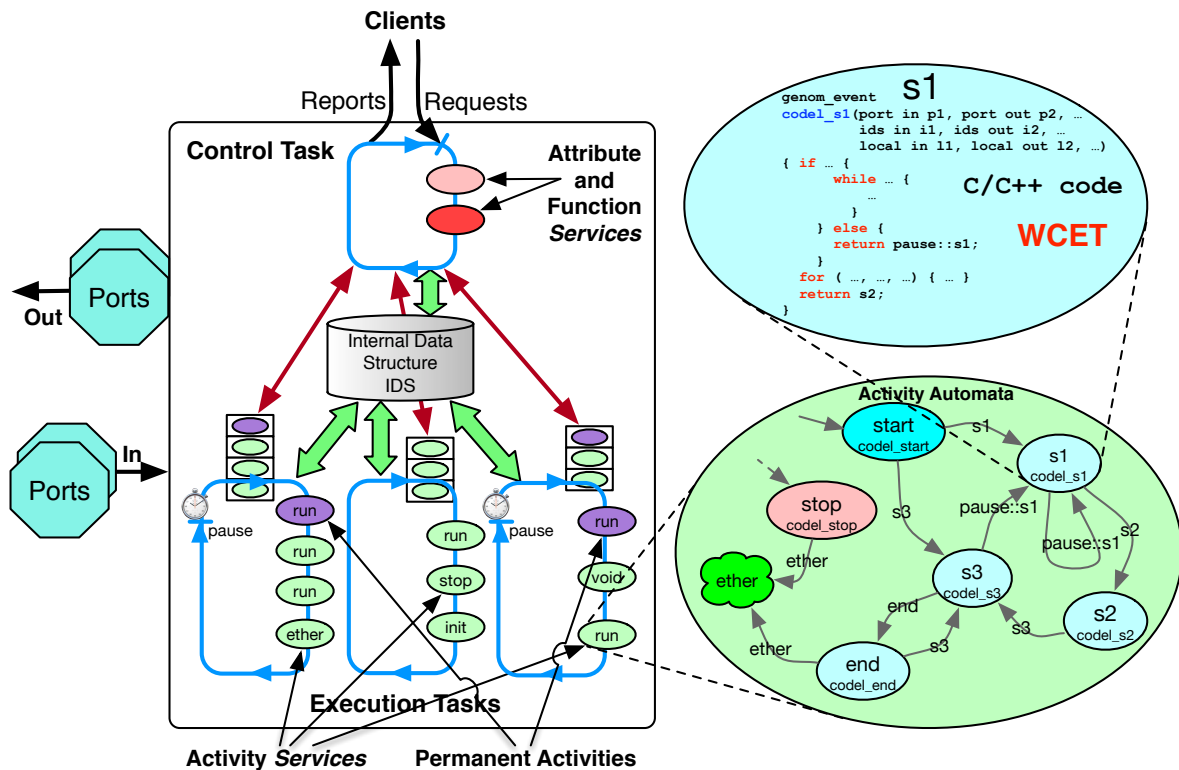 Clients
Reports
Requests
Control Task
Attribute
and
Function
Services
Ports
Out
Internal Data
Structure
IDS
Ports
In
pause
run
run
run
ether
run
stop
init
pause
run
void
run
Execution Tasks
Activity Services
Permanent Activities
s1
genom_event
codel_s1(port in p1, port out p2, …
ids in i1, ids out i2, …
local in l1, local out l2, …)
{ if … {
while … {
…
}
} else {
return pause::s1;
}
for ( …, …, …) { … }
return s2;
}
C/C++ code
WCET
Activity Automata
start
codel_start
s1
s1
codel_s1
stop
codel_stop
s3
pause::s1
pause::s1
s2
ether
ether
s3
codel_s3
end
s3
s3
s2
codel_s2
ether
end
codel_end